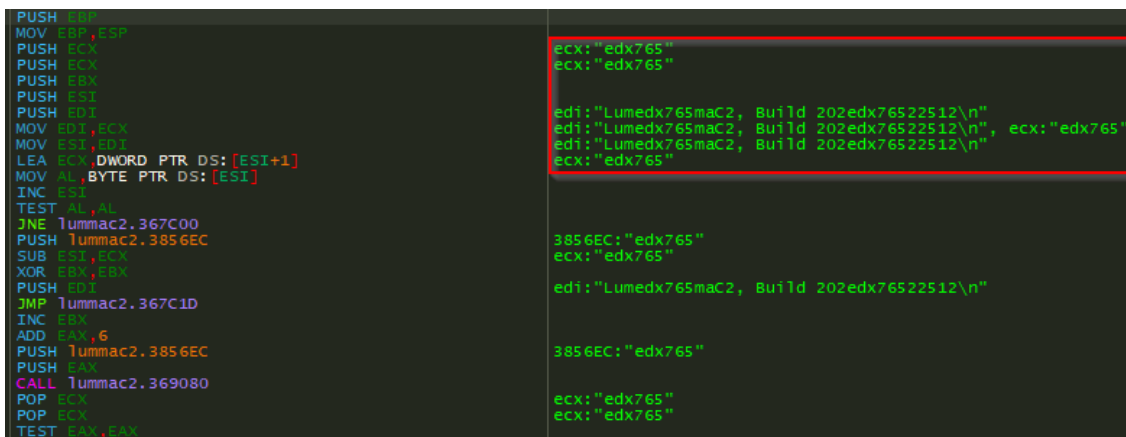 PUSH EBP
MOV EBP,ESP
PUSH ECX ecx:"edx765"
PUSH ECX ecx:"edx765"
PUSH EBX
PUSH ESI
PUSH EDI edi:"Lumedx765maC2, Build 202edx76522512\n"
MOV EDI,ECX edi:"Lumedx765maC2, Build 202edx76522512\n", ecx:"edx765"
MOV ESI,EDI edi:"Lumedx765maC2, Build 202edx76522512\n"
LEA ECX,DWORD PTR DS:[ESI+1] ecx:"edx765"
MOV AL,BYTE PTR DS:[ESI]
INC ESI
TEST AL,AL
JNE lummac2.367C00
PUSH lummac2.3856EC 3856EC:"edx765"
SUB ESI,ECX ecx:"edx765"
XOR EBX,EBX
PUSH EDI edi:"Lumedx765maC2, Build 202edx76522512\n"
JMP lummac2.367C1D
INC EBX
ADD EAX,6
PUSH lummac2.3856EC 3856EC:"edx765"
PUSH EAX
CALL lummac2.369080
POP ECX ecx:"edx765"
POP ECX ecx:"edx765"
TEST EAX,EAX